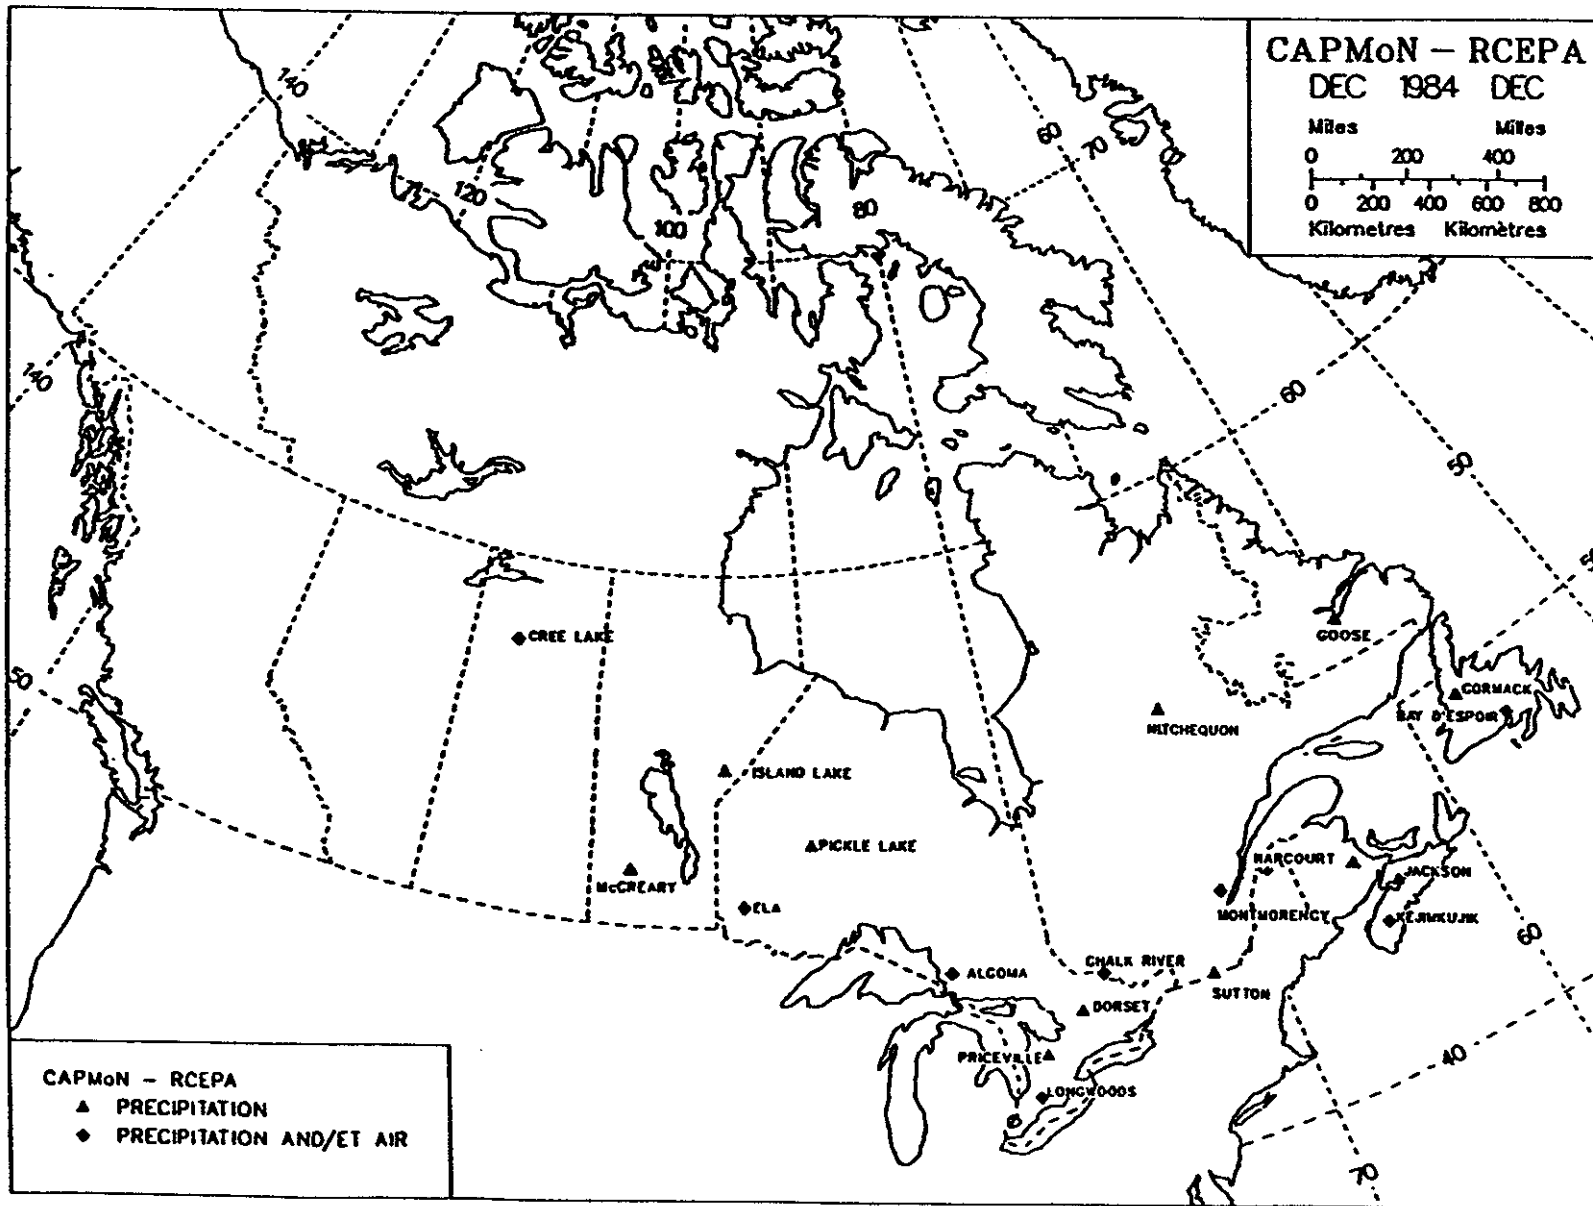 CAPMoN – RCEPA
DEC 1984 DEC
Miles Milles
0 200 400
0 200 400 600 800
Kilometres Kilomètres
140
120
100
80
70
60
140
60
50
50
CREE LAKE
GOOSE
CORMACK
BAY D'ESPOIR
NITCHEQUON
ISLAND LAKE
PICKLE LAKE
McCREARY
HARCOURT
JACKSON
ELA
MONTMORENCY
KEJIMKUJIK
60
ALGOMA
CHALK RIVER
SUTTON
DORSET
PRICEVILLE
40
LONGWOODS
70
CAPMoN – RCEPA
▲ PRECIPITATION
◆ PRECIPITATION AND/ET AIR